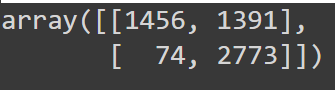 array([[1456, 1391],
       [  74, 2773]])